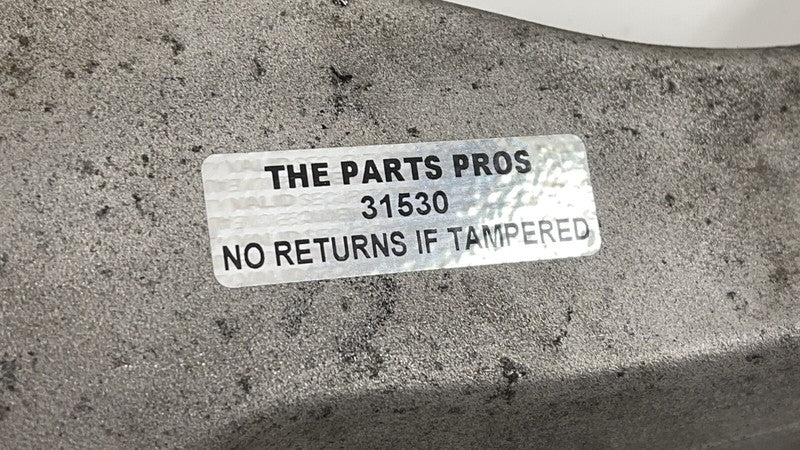 THE PARTS PROS
31530
NO RETURNS IF TAMPERED